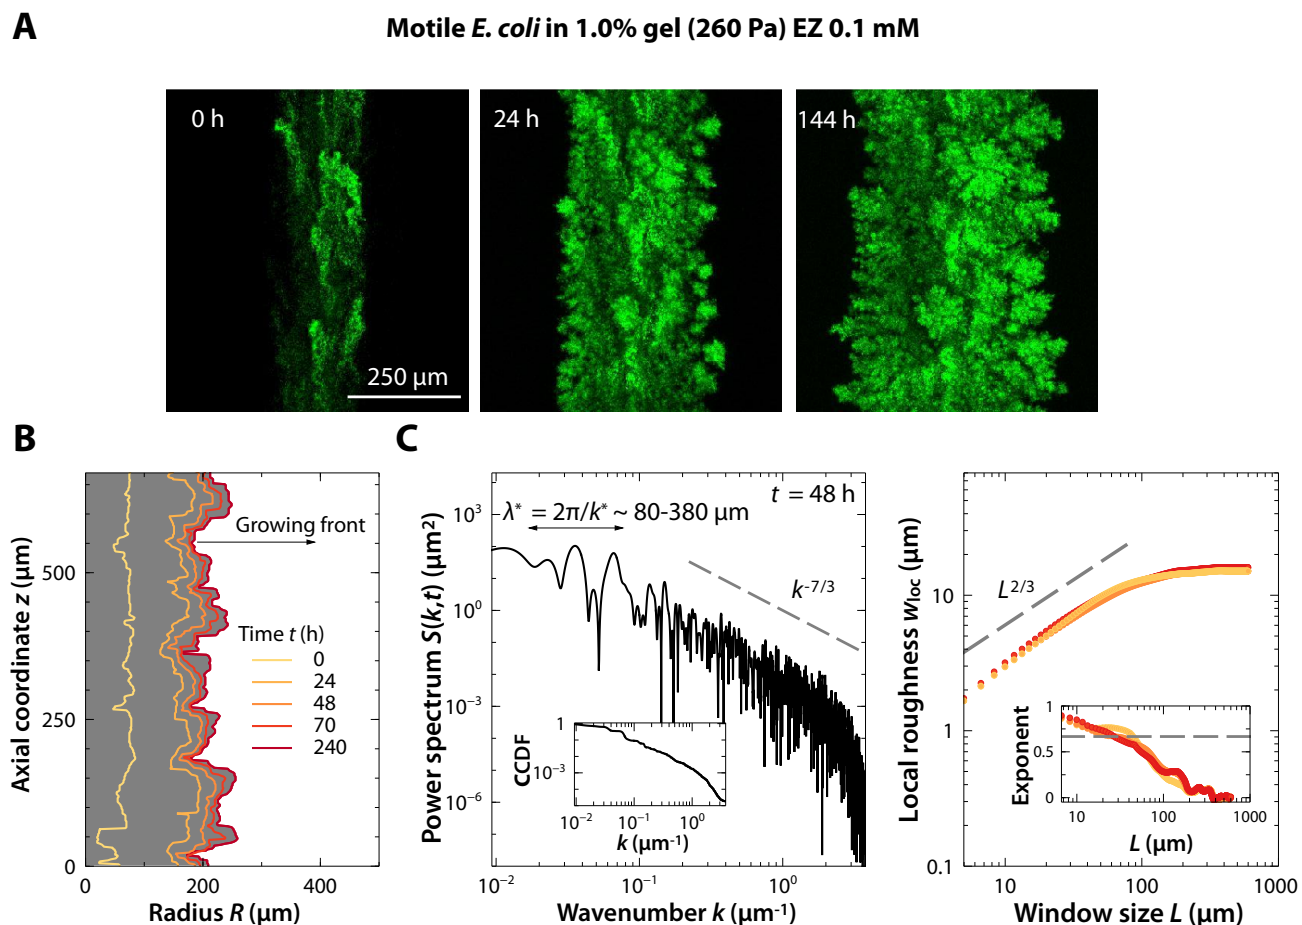 A
Motile E. coli in 1.0% gel (260 Pa) EZ 0.1 mM
0 h
24 h
144 h
250 µm
B
Axial coordinate z (µm)
500
250
0
0
200
400
Radius R (µm)
Growing front
Time t (h)
0
24
48
70
240
C
Power spectrum S(k,t) (µm²)
10³
10⁰
10⁻³
10⁻⁶
10⁻²
10⁻¹
10⁰
Wavenumber k (µm⁻¹)
t = 48 h
λ* = 2π/k* ~ 80-380 µm
k⁻⁷/³
CCDF
1
10⁻³
10⁻²
10⁻¹
10⁰
k (µm⁻¹)
Local roughness wloc (µm)
10
1
0.1
10
100
1000
Window size L (µm)
L²/³
Exponent
1
0.5
0
10
100
1000
L (µm)